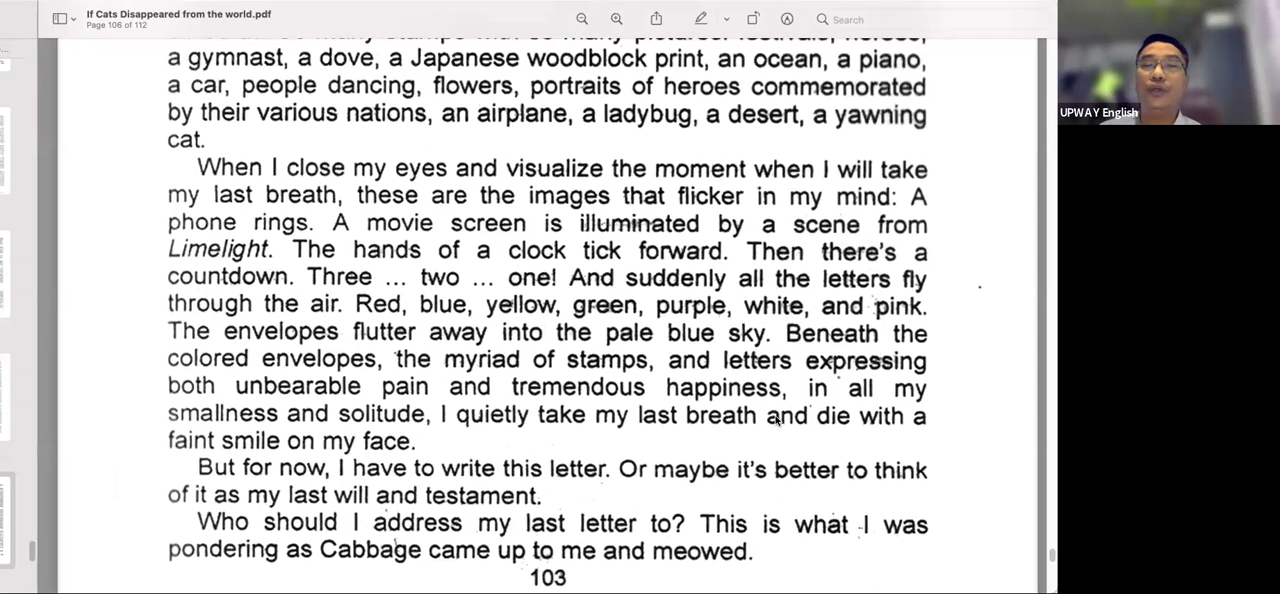 If Cats Disappeared from the world.pdf
Page 106 of 112
Search
UPWAY English
a gymnast, a dove, a Japanese woodblock print, an ocean, a piano,
a car, people dancing, flowers, portraits of heroes commemorated
by their various nations, an airplane, a ladybug, a desert, a yawning
cat.
When I close my eyes and visualize the moment when I will take
my last breath, these are the images that flicker in my mind: A
phone rings. A movie screen is illuminated by a scene from
Limelight. The hands of a clock tick forward. Then there's a
countdown. Three ... two ... one! And suddenly all the letters fly
through the air. Red, blue, yellow, green, purple, white, and pink.
The envelopes flutter away into the pale blue sky. Beneath the
colored envelopes, the myriad of stamps, and letters expressing
both unbearable pain and tremendous happiness, in all my
smallness and solitude, I quietly take my last breath and die with a
faint smile on my face.
But for now, I have to write this letter. Or maybe it's better to think
of it as my last will and testament.
Who should I address my last letter to? This is what I was
pondering as Cabbage came up to me and meowed.
103